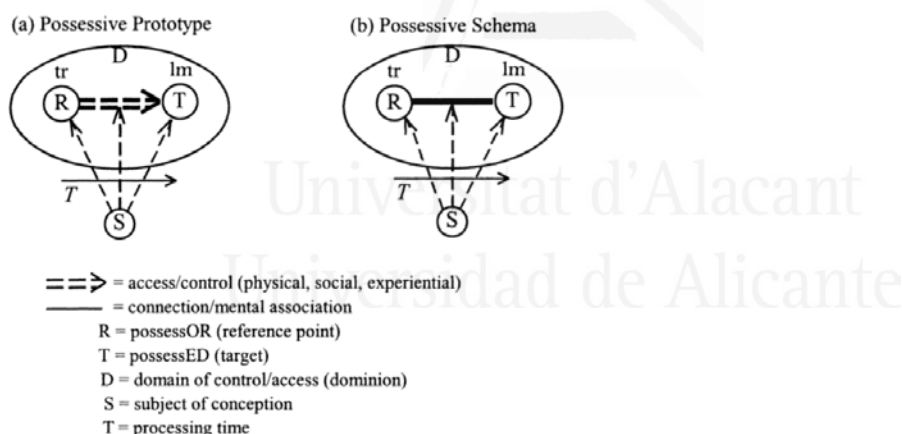 (a) Possessive Prototype
(b) Possessive Schema
D
tr
lm
R
T
T
S
D
tr
lm
R
T
T
S
Universitat d'Alacant
Universidad de Alicante
= access/control (physical, social, experiential)
= connection/mental association
R = possessOR (reference point)
T = possessED (target)
D = domain of control/access (dominion)
S = subject of conception
T = processing time